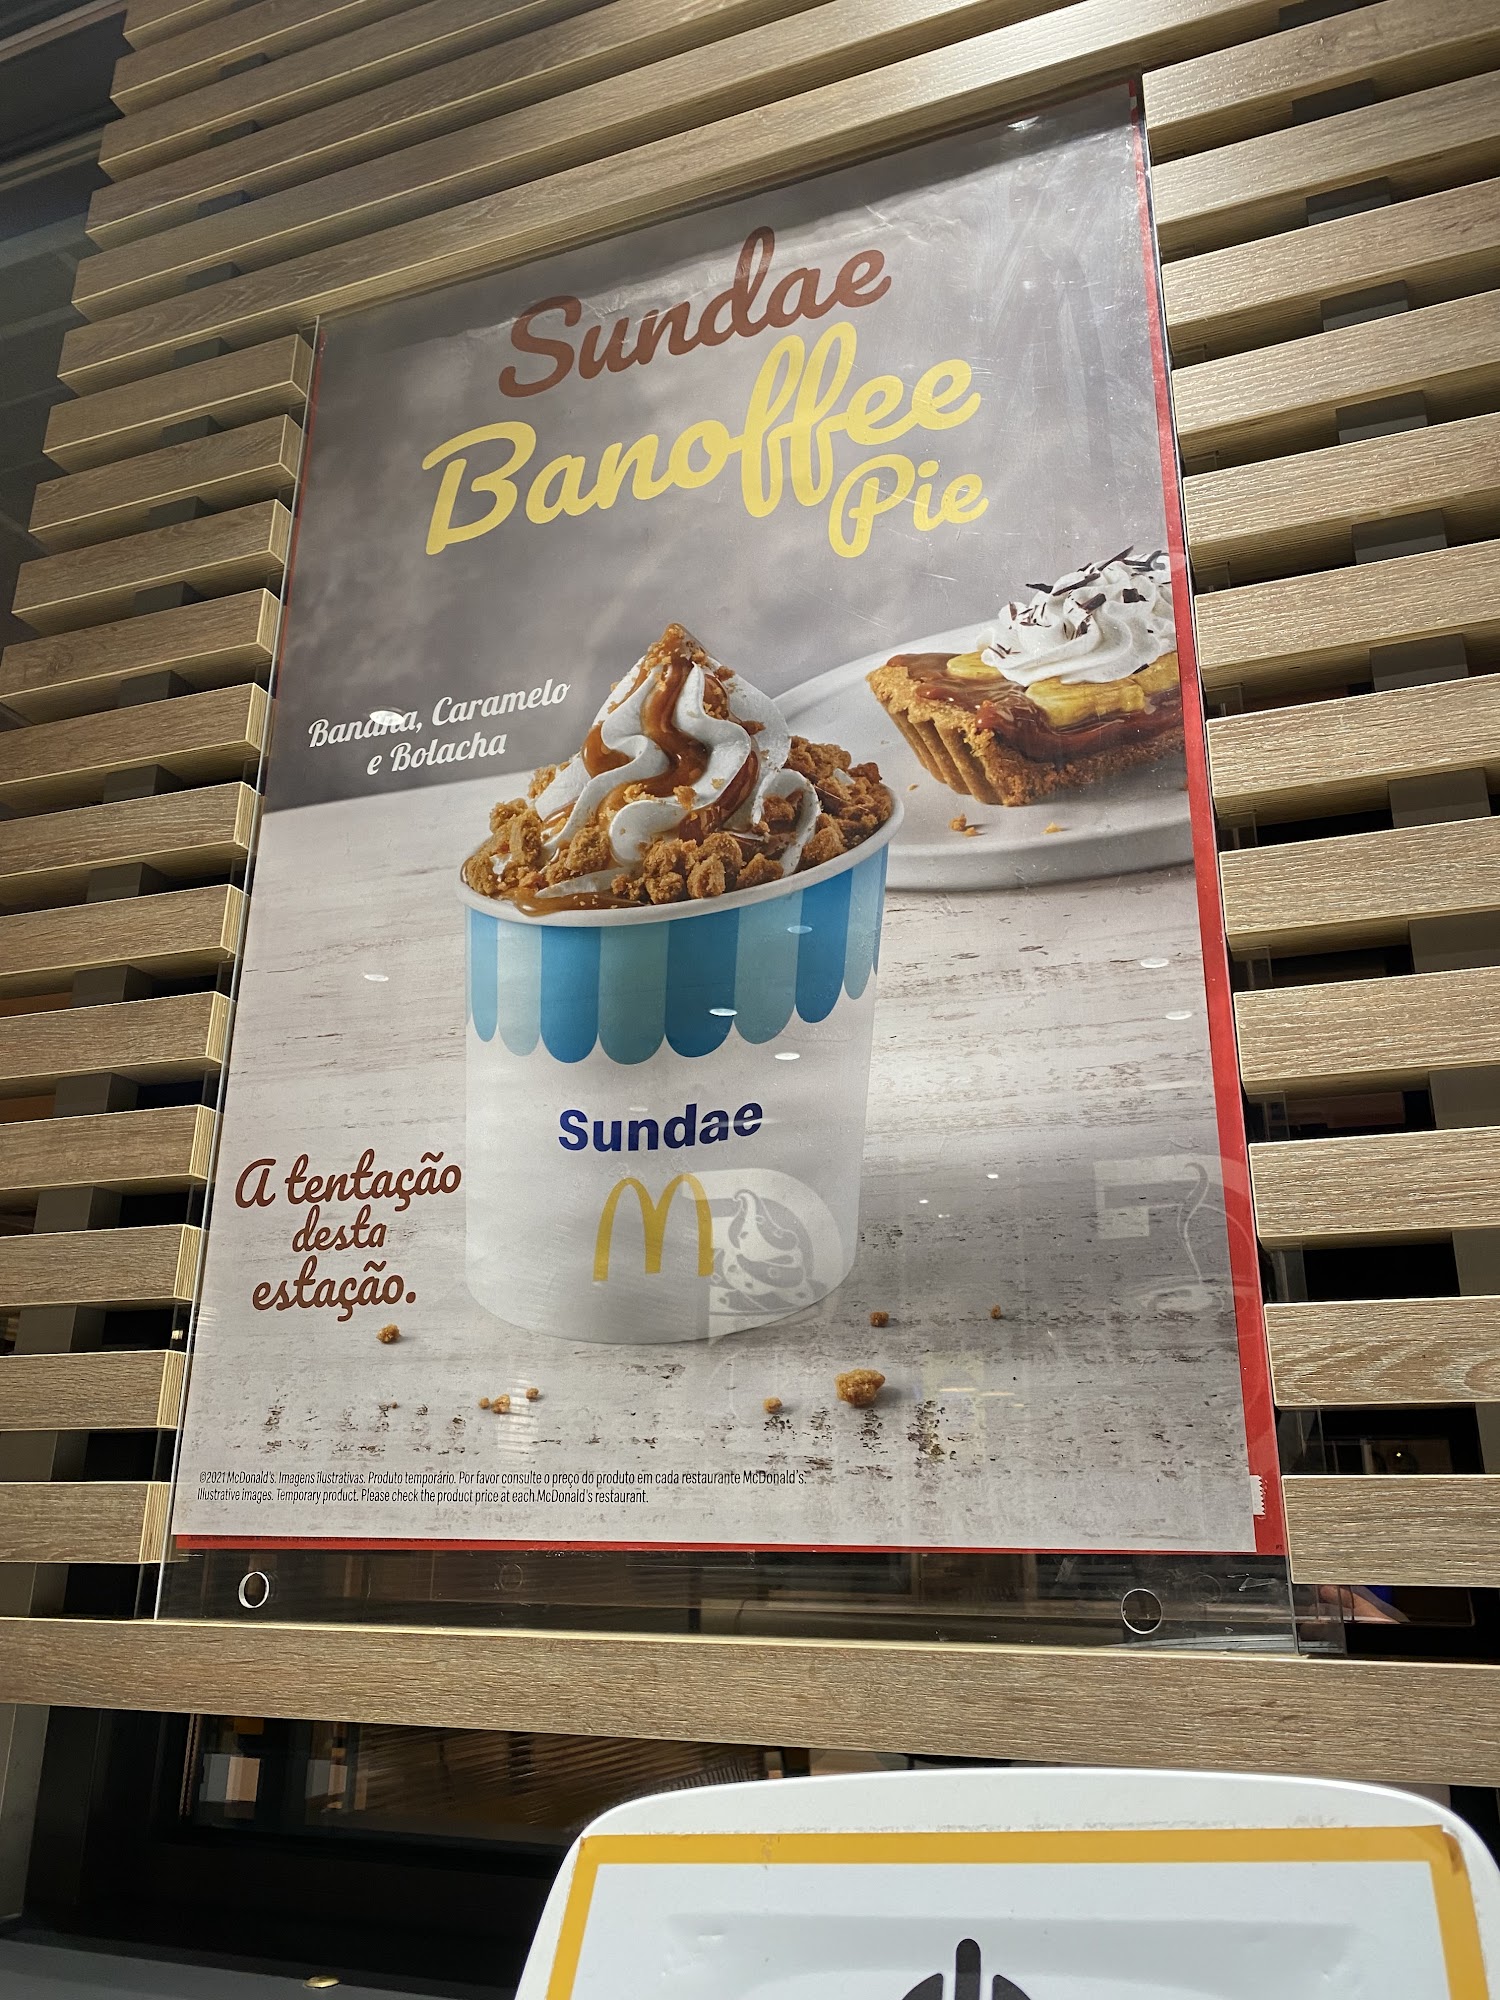 Sundae
Banoffee
Pie
Banana, Caramelo
e Bolacha
Sundae
A tentação
desta
estação.
©2021 McDonald's. Imagens ilustrativas. Produto temporário. Por favor consulte o preço do produto em cada restaurante McDonald's.
Illustrative images. Temporary product. Please check the product price at each McDonald's restaurant.